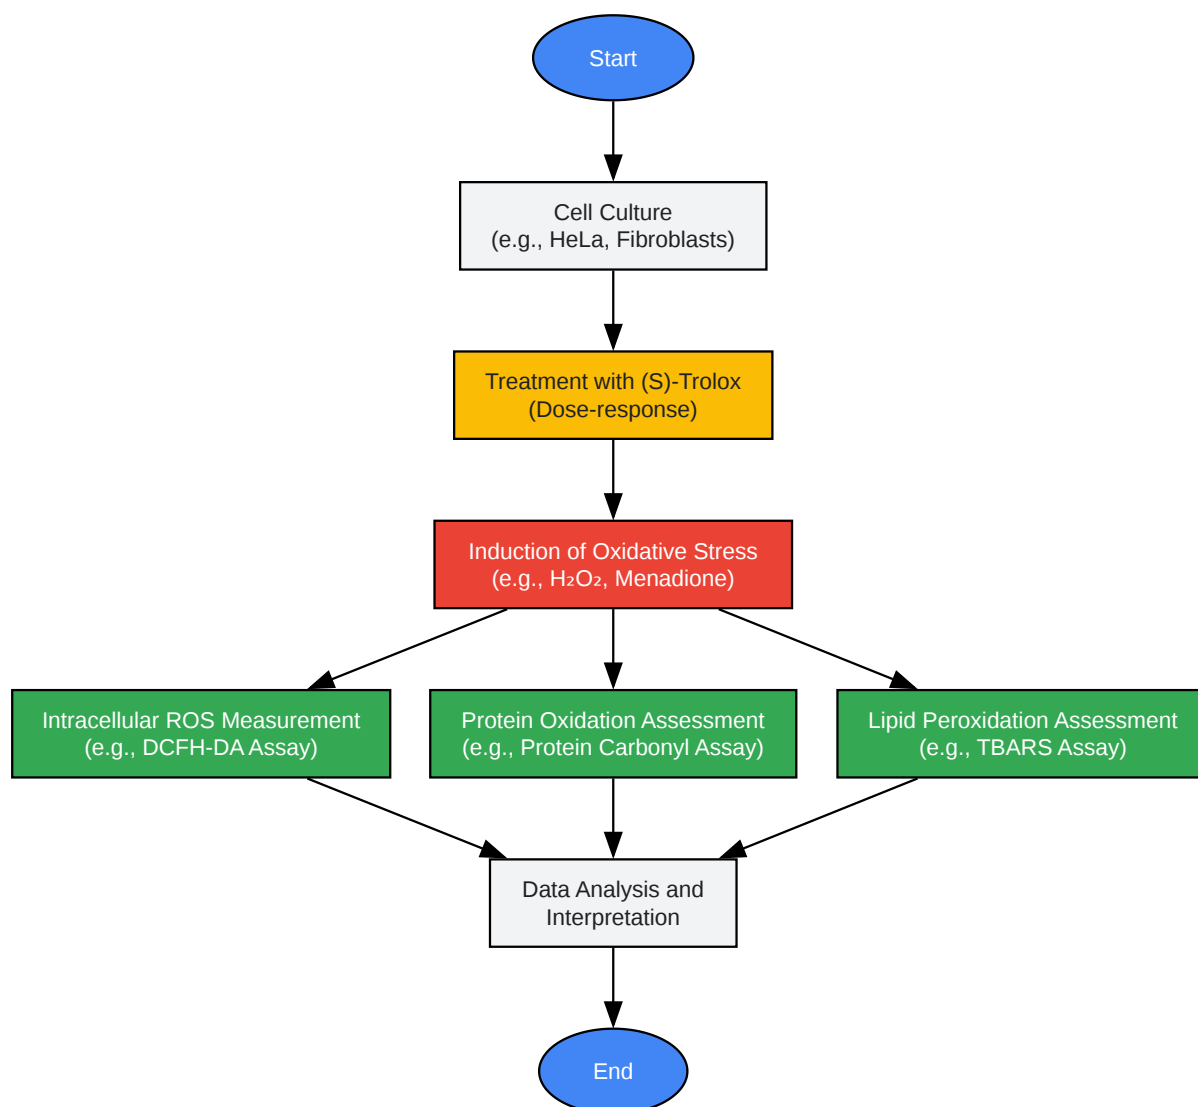 Start
Cell Culture
(e.g., HeLa, Fibroblasts)
Treatment with (S)-Trolox
(Dose-response)
Induction of Oxidative Stress
(e.g., H₂O₂, Menadione)
Intracellular ROS Measurement
(e.g., DCFH-DA Assay)
Protein Oxidation Assessment
(e.g., Protein Carbonyl Assay)
Lipid Peroxidation Assessment
(e.g., TBARS Assay)
Data Analysis and
Interpretation
End